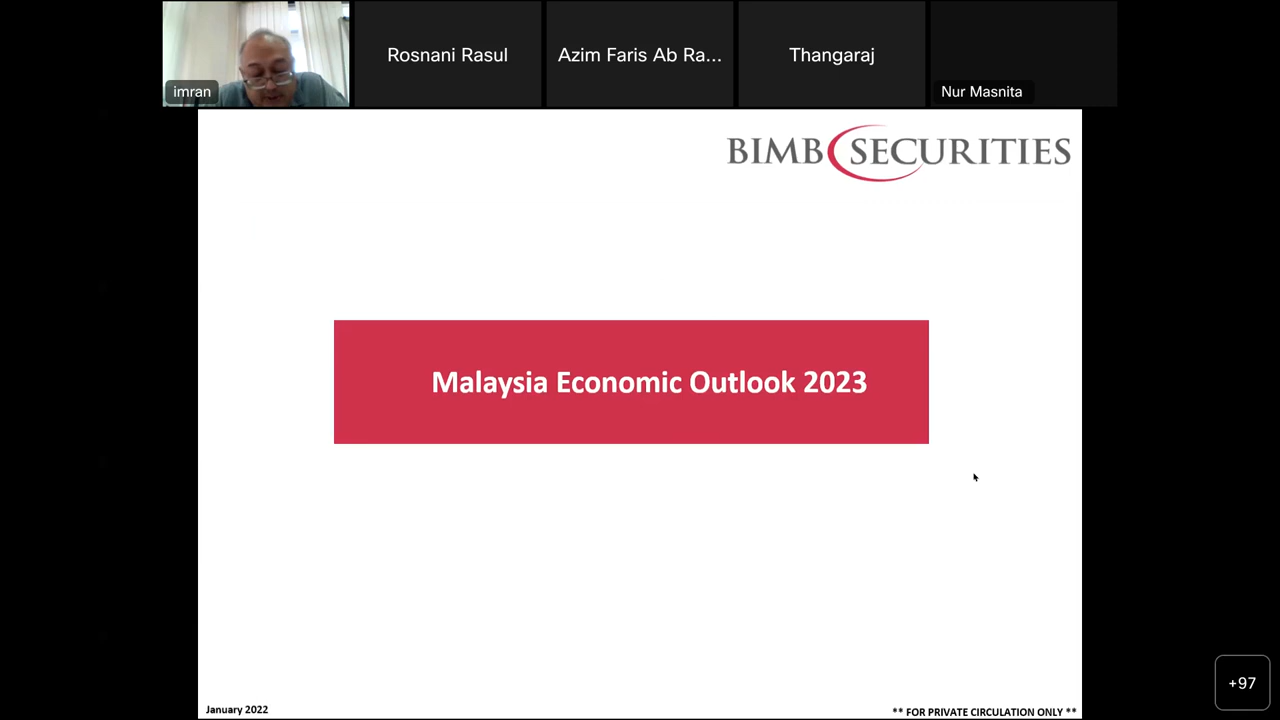 imran
Rosnani Rasul
Azim Faris Ab Ra...
Thangaraj
Nur Masnita
BIMB SECURITIES
Malaysia Economic Outlook 2023
+97
January 2022
** FOR PRIVATE CIRCULATION ONLY **